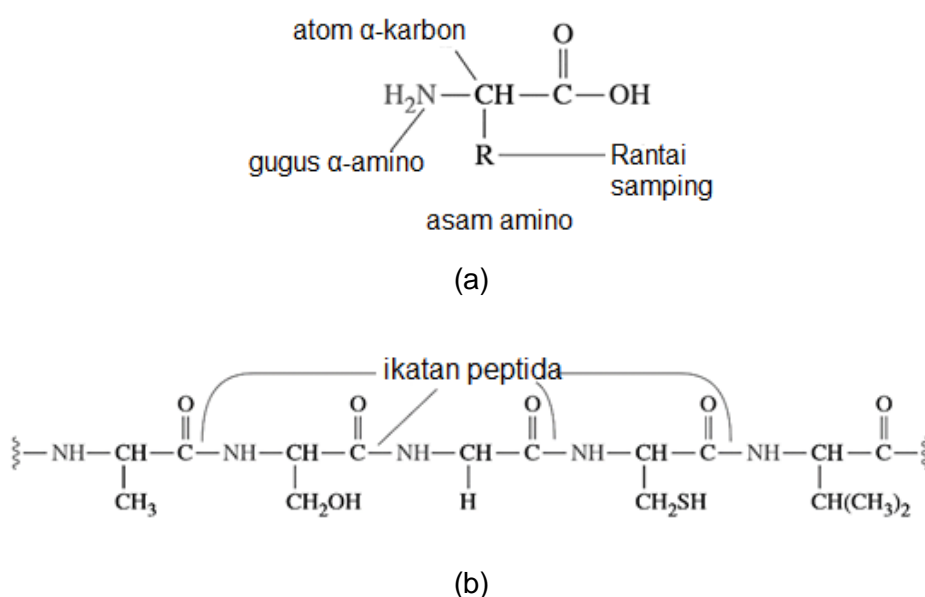 atom α-karbon
O
H₂N—CH—C—OH
gugus α-amino
R
Rantai
samping
asam amino
(a)
ikatan peptida
O O O O O
—NH—CH—C—NH—CH—C—NH—CH—C—NH—CH—C—NH—CH—C—
CH₃ CH₂OH H CH₂SH CH(CH₃)₂
(b)